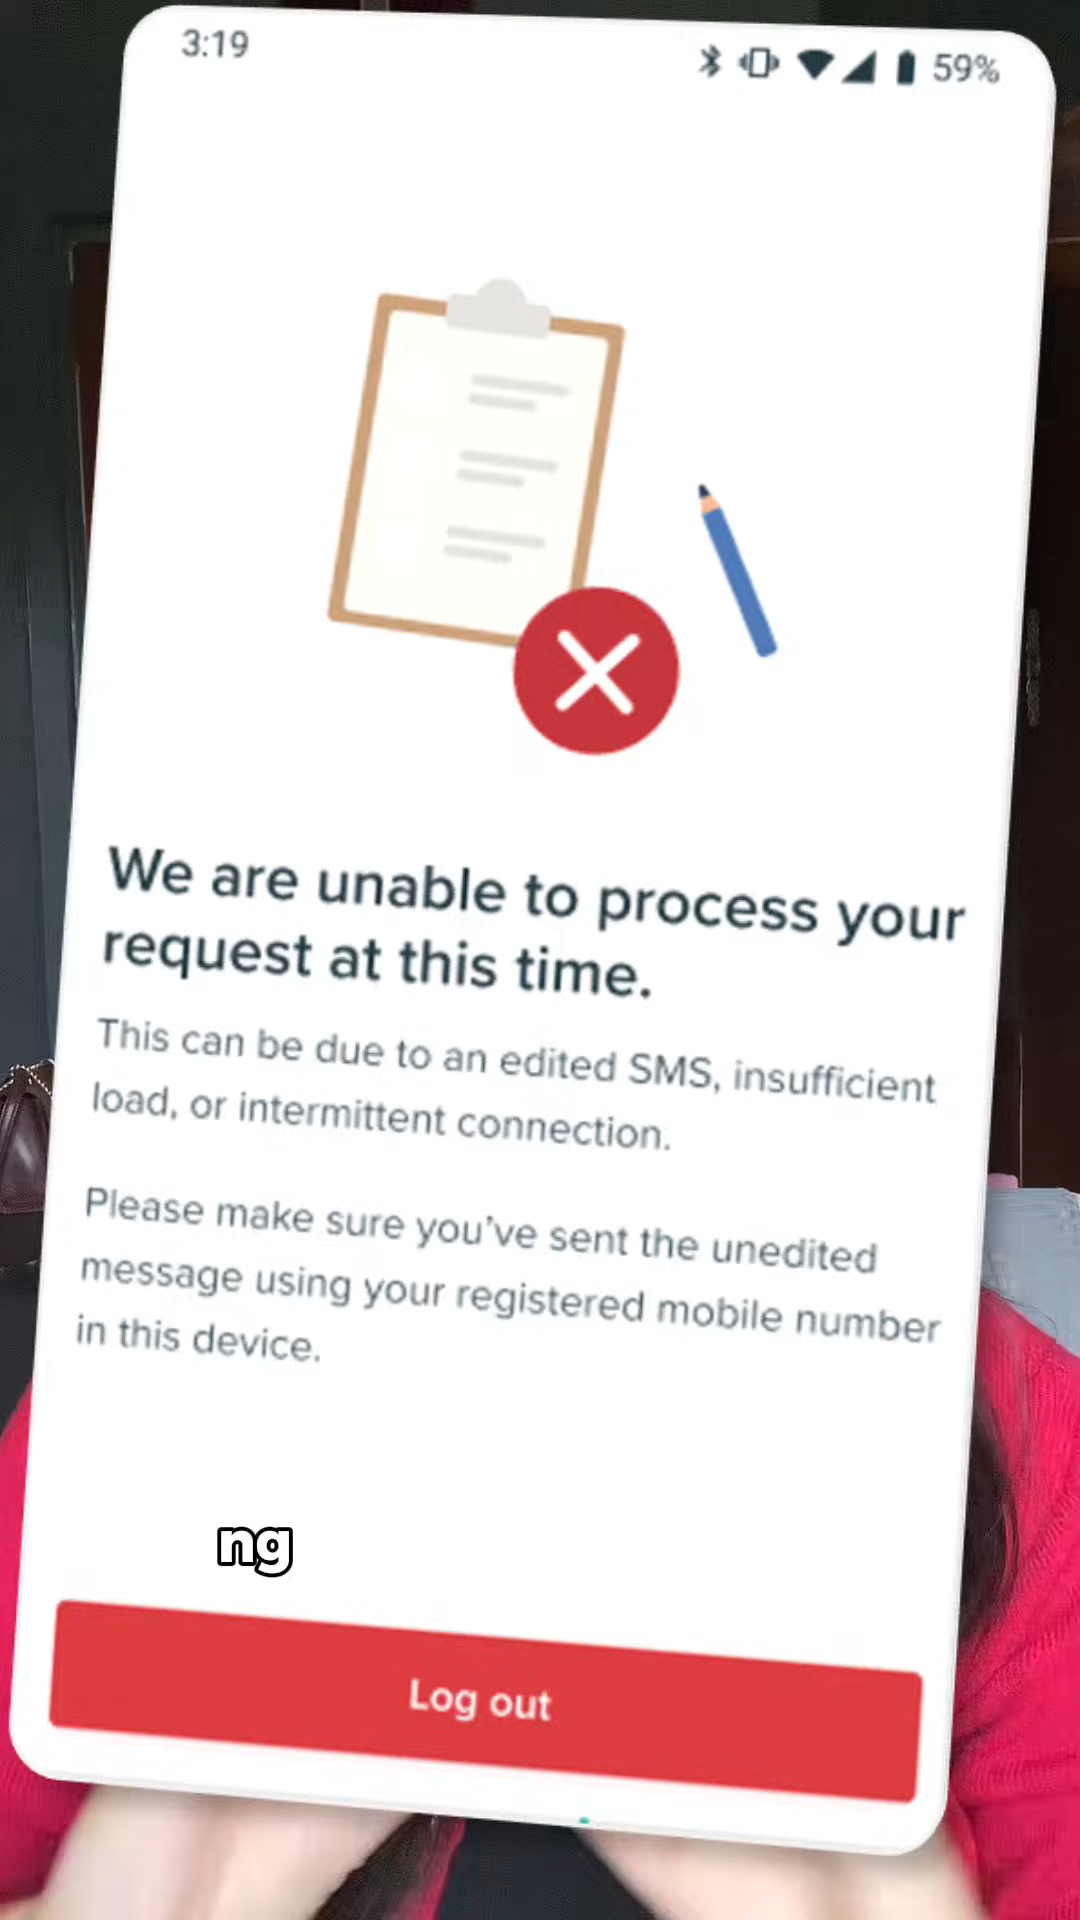 3:19
59%
We are unable to process your
request at this time.
This can be due to an edited SMS, insufficient
load, or intermittent connection.
Please make sure you've sent the unedited
message using your registered mobile number
in this device.
ng
Log out